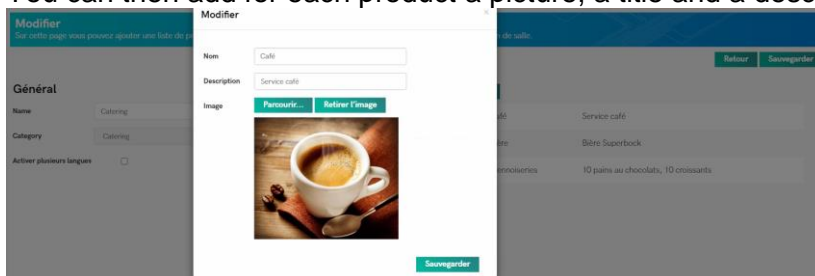 You can then add for each product a picture, a title and a
Modifier
Modifier
Sur cette page vous pouvez ajouter une liste de
de salle.
Retour Sauvegarder
Nom Café
Description Service café
Image Parcourir... Retirer l'image
Sauvegarder
Général
Name Catering
Category Catering
Activer plusieurs langues
Service café
Bière Superbock
10 pains au chocolats, 10 croissants